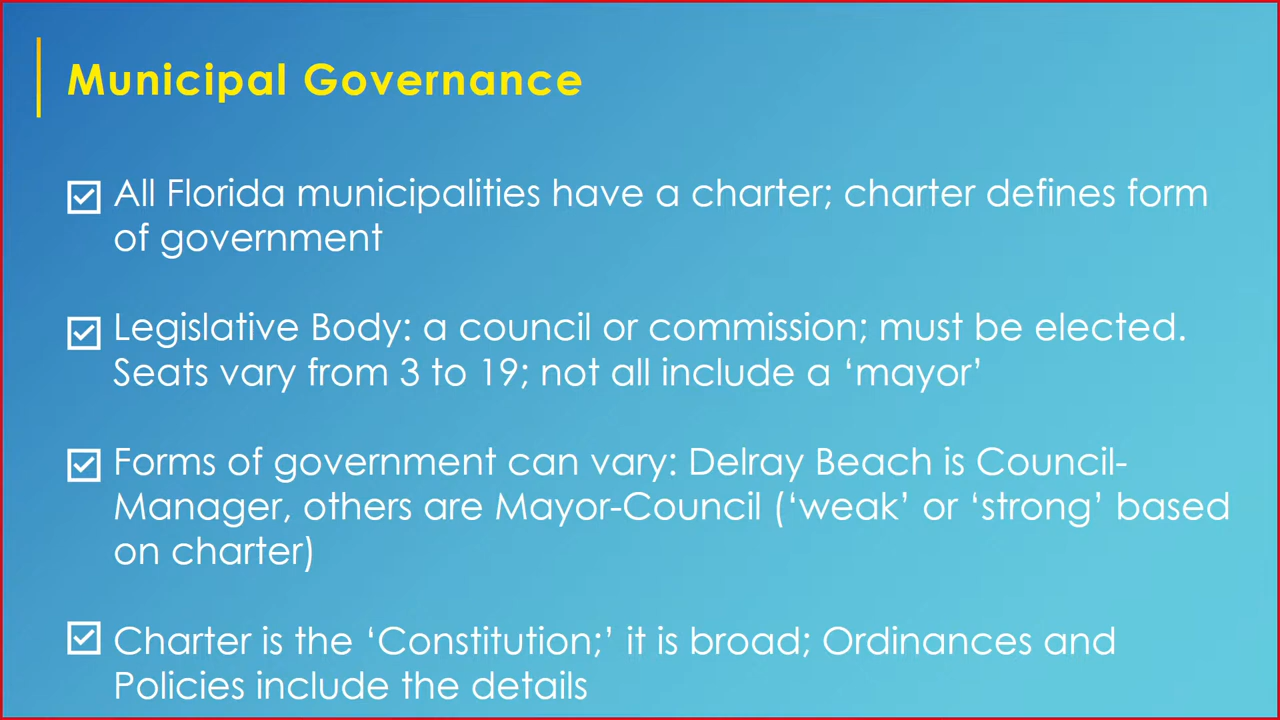 Municipal Governance
All Florida municipalities have a charter; charter defines form
of government
Legislative Body: a council or commission; must be elected.
Seats vary from 3 to 19; not all include a ‘mayor’
Forms of government can vary: Delray Beach is Council-
Manager, others are Mayor-Council (‘weak’ or ‘strong’ based
on charter)
Charter is the ‘Constitution;’ it is broad; Ordinances and
Policies include the details